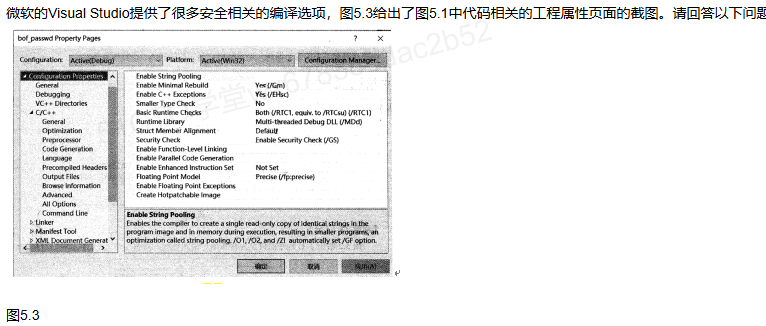 微软的Visual Studio提供了很多安全相关的编译选项，图5.3给出了图5.1中代码相关的工程属性页面的截图。请回答以下问题
bof_passwd Property Pages ? ×
Configuration: Active(Debug) Platform: Active(Win32) Configuration Manager...
Configuration Properties
General
Debugging
VC++ Directories
C/C++
General
Optimization
Preprocessor
Code Generation
Language
Precompiled Headers
Output Files
Browse Information
Advanced
All Options
Command Line
Linker
Manifest Tool
XML Document Generat
Enable String Pooling
Enable Minimal Rebuild Yes (/Gm)
Enable C++ Exceptions Yes (/EHsc)
Smaller Type Check No
Basic Runtime Checks Both (/RTC1, equiv. to /RTCsu) (/RTC1)
Runtime Library Multi-threaded Debug DLL (/MDd)
Struct Member Alignment Default
Security Check Enable Security Check (/GS)
Enable Function-Level Linking
Enable Parallel Code Generation
Enable Enhanced Instruction Set Not Set
Floating Point Model Precise (/fp:precise)
Enable Floating Point Exceptions
Create Hotpatchable Image
Enable String Pooling
Enables the compiler to create a single read-only copy of identical strings in the
program image and in memory during execution, resulting in smaller programs, an
optimization called string pooling. /O1, /O2, and /ZI automatically set /GF option.
确定 取消 应用(A)
图5.3